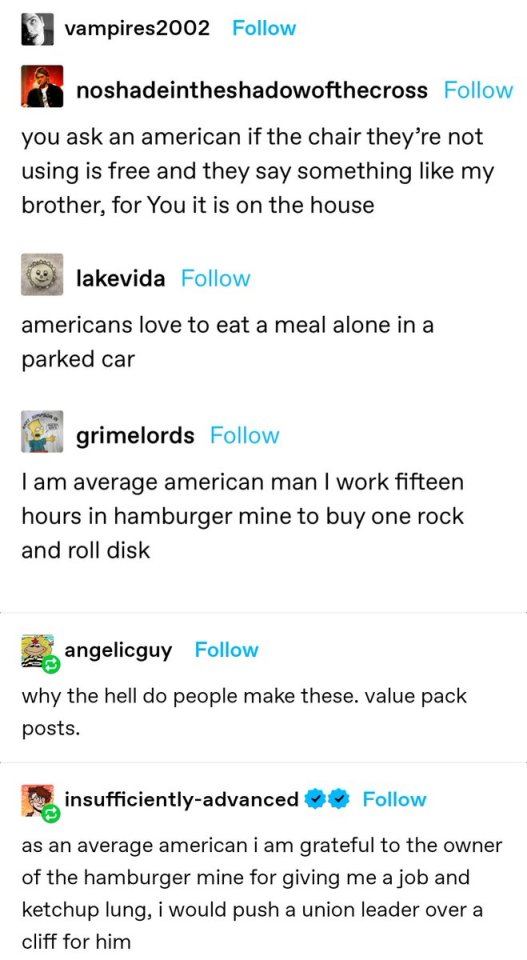 vampires2002 Follow
noshadeintheshadowofthecross Follow
you ask an american if the chair they're not
using is free and they say something like my
brother, for You it is on the house
lakevida Follow
americans love to eat a meal alone in a
parked car
grimelords Follow
I am average american man I work fifteen
hours in hamburger mine to buy one rock
and roll disk
angelicguy Follow
why the hell do people make these. value pack
posts.
insufficiently-advanced Follow
as an average american i am grateful to the owner
of the hamburger mine for giving me a job and
ketchup lung, i would push a union leader over a
cliff for him